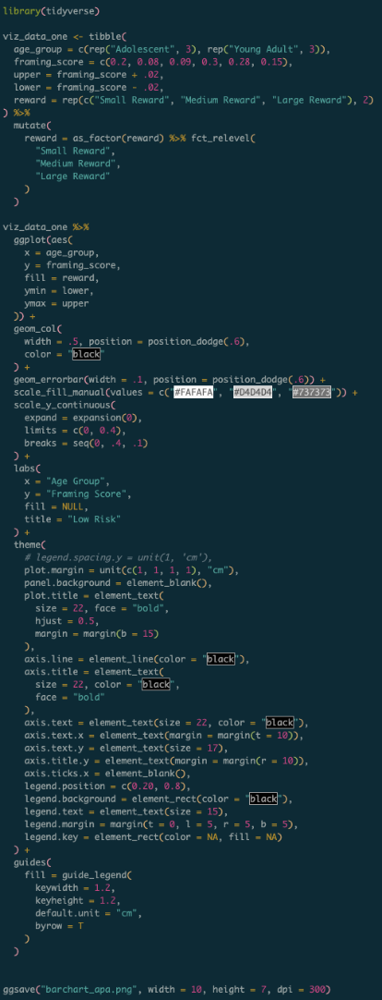 library(tidyverse)
viz_data_one <- tibble(
age_group = c(rep("Adolescent", 3), rep("Young Adult", 3)),
framing_score = c(0.2, 0.08, 0.09, 0.3, 0.28, 0.15),
upper = framing_score + .02,
lower = framing_score - .02,
reward = rep(c("Small Reward", "Medium Reward", "Large Reward"), 2)
) %>%
mutate(
reward = as_factor(reward) %>% fct_relevel(
"Small Reward",
"Medium Reward",
"Large Reward"
)
)
viz_data_one %>%
ggplot(aes(
x = age_group,
y = framing_score,
fill = reward,
ymin = lower,
ymax = upper
)) +
geom_col(
width = .5, position = position_dodge(.6),
color = "black"
) +
geom_errorbar(width = .1, position = position_dodge(.6)) +
scale_fill_manual(values = c("#FAFAFA", "#D4D4D4", "#737373")) +
scale_y_continuous(
expand = expansion(0),
limits = c(0, 0.4),
breaks = seq(0, .4, .1)
) +
labs(
x = "Age Group",
y = "Framing Score",
fill = NULL,
title = "Low Risk"
) +
theme(
# legend.spacing.y = unit(1, 'cm'),
plot.margin = unit(c(1, 1, 1, 1), "cm"),
panel.background = element_blank(),
plot.title = element_text(
size = 22, face = "bold",
hjust = 0.5,
margin = margin(b = 15)
),
axis.line = element_line(color = "black"),
axis.title = element_text(
size = 22, color = "black",
face = "bold"
),
axis.text = element_text(size = 22, color = "black"),
axis.text.x = element_text(margin = margin(t = 10)),
axis.text.y = element_text(size = 17),
axis.title.y = element_text(margin = margin(r = 10)),
axis.ticks.x = element_blank(),
legend.position = c(0.20, 0.8),
legend.background = element_rect(color = "black"),
legend.text = element_text(size = 15),
legend.margin = margin(t = 0, l = 5, r = 5, b = 5),
legend.key = element_rect(color = NA, fill = NA)
) +
guides(
fill = guide_legend(
keywidth = 1.2,
keyheight = 1.2,
default.unit = "cm",
byrow = T
)
)
ggsave("barchart_apa.png", width = 10, height = 7, dpi = 300)